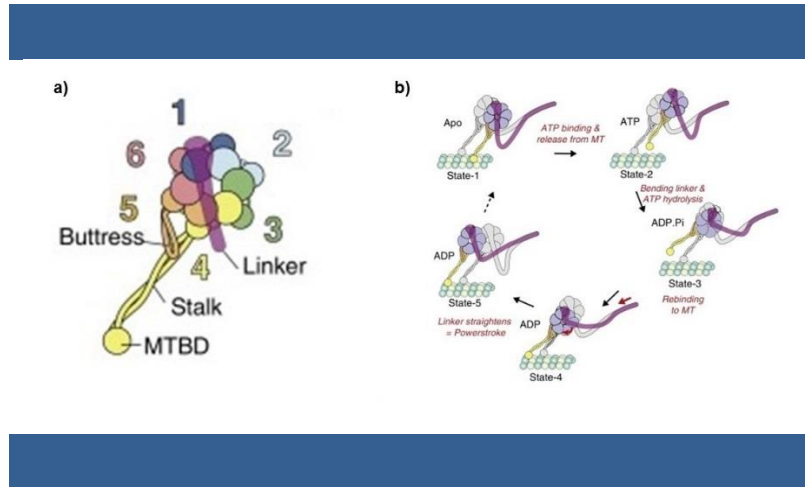 a)
1
2
6
5
Buttress
3
4
Linker
Stalk
MTBD
b)
Apo
State-1
ATP binding &
release from MT
ATP
State-2
Bending linker &
ATP hydrolysis
ADP.Pi
State-3
Rebinding
to MT
ADP
State-4
ADP
State-5
Linker straightens
= Powerstroke